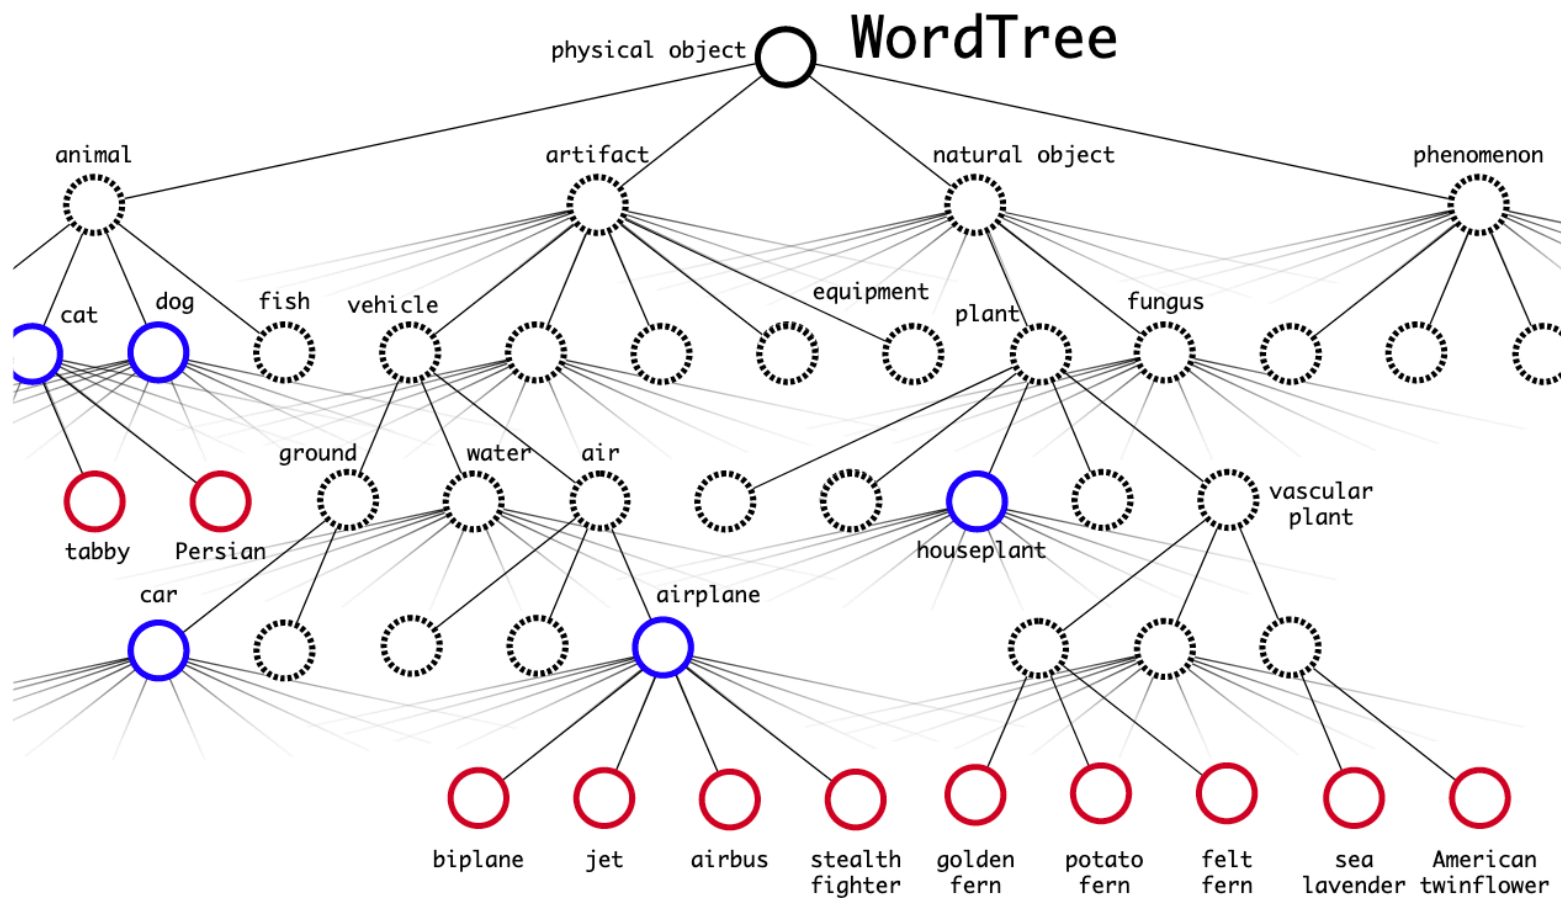 WordTree
physical object
animal
artifact
natural object
phenomenon
cat
dog
fish
vehicle
equipment
plant
fungus
ground
water
air
vascular
plant
tabby
Persian
houseplant
car
airplane
biplane
jet
airbus
stealth
fighter
golden
fern
potato
fern
felt
fern
sea
lavender
American
twinflower